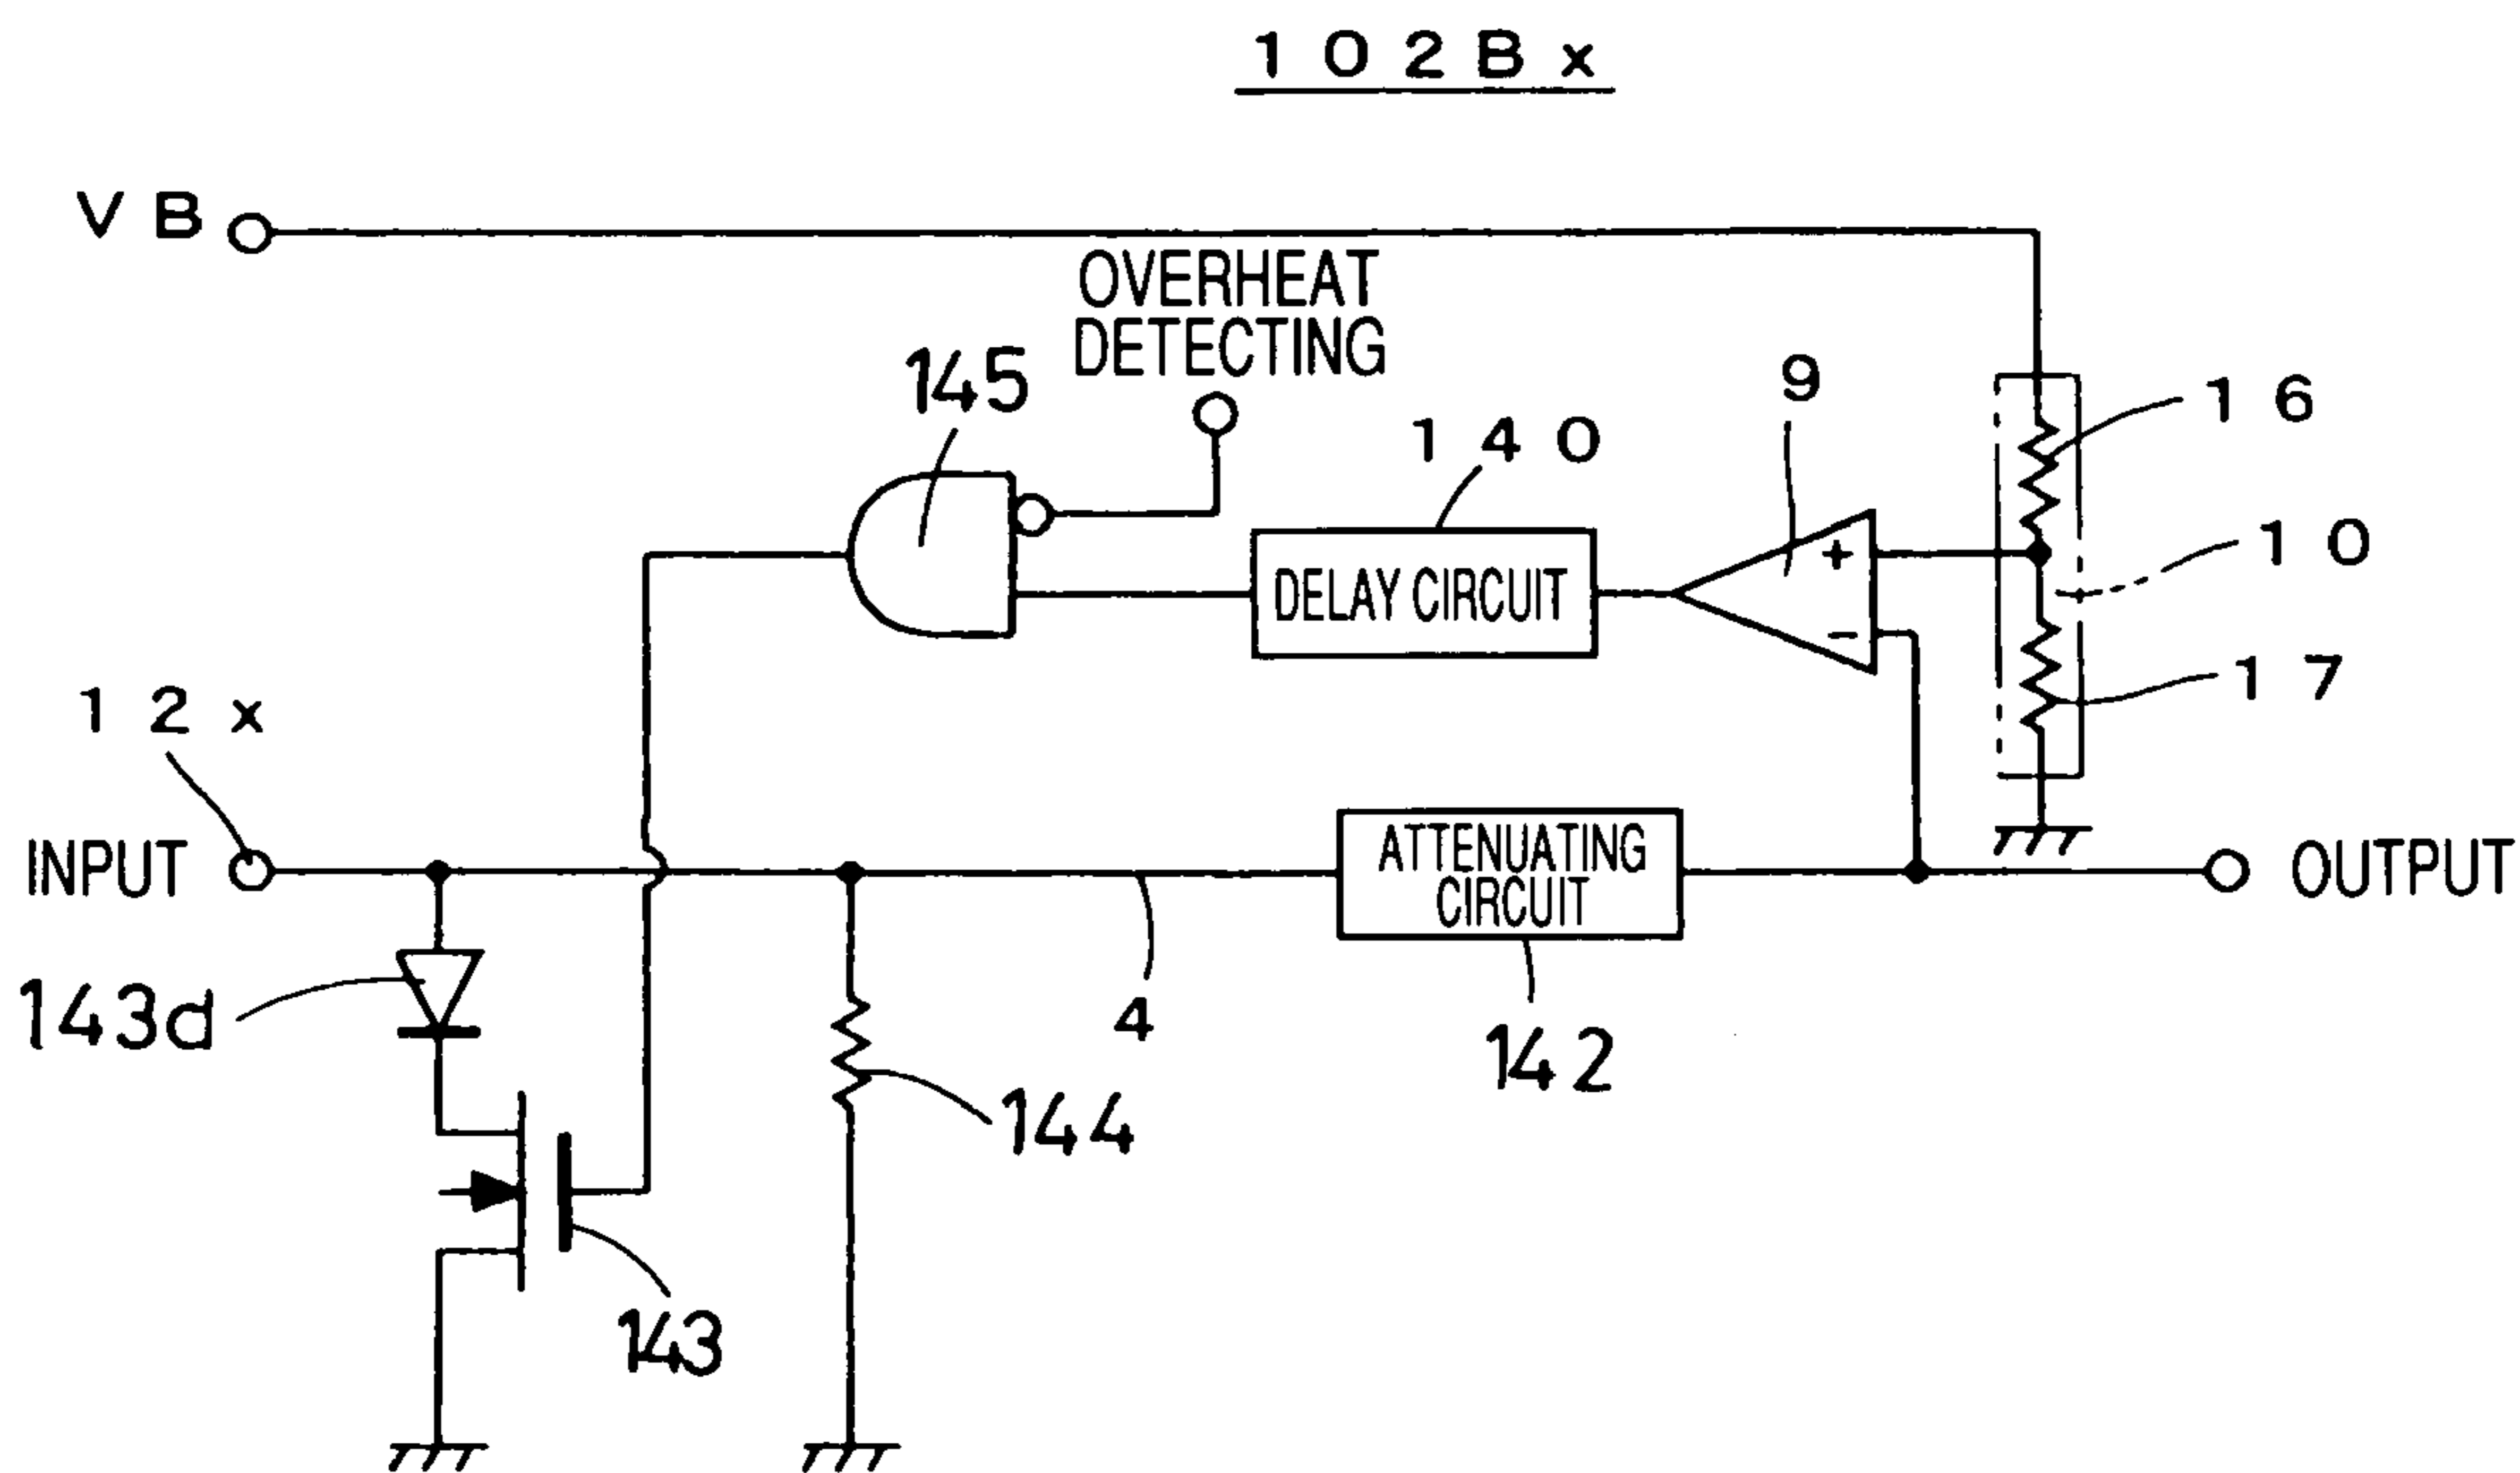 102Bx
VB
OVERHEAT
DETECTING
145
140
9
16
10
17
+
−
DELAY CIRCUIT
12x
INPUT
ATTENUATING
CIRCUIT
OUTPUT
143d
4
142
144
143